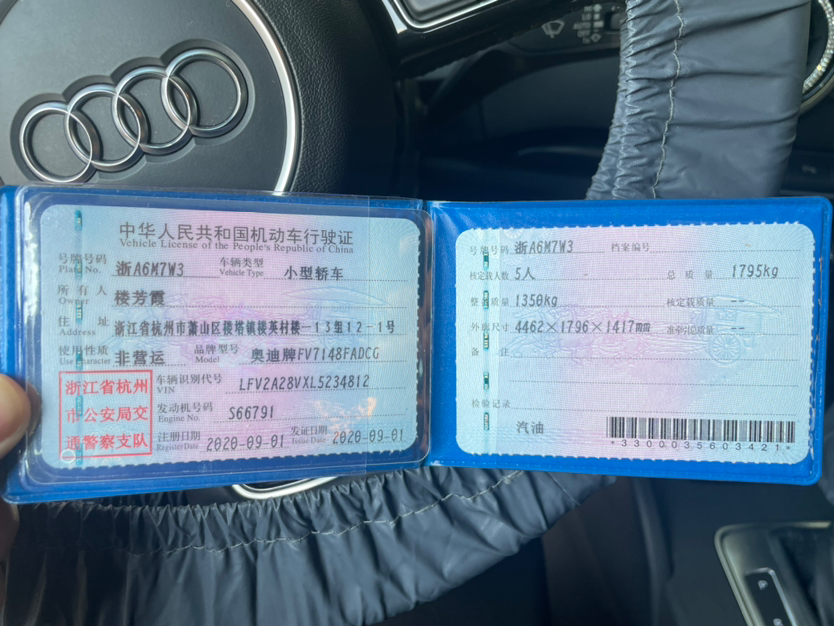 中华人民共和国机动车行驶证
Vehicle License of the People's Republic of China
号牌号码 浙A6M7W3 车辆类型 小型轿车
Plate No. Vehicle Type
所有人 楼芳霞
Owner
住址 浙江省杭州市萧山区楼塔镇楼英村楼一13组12-1号
Address
使用性质 非营运 品牌型号 奥迪牌FV7148FADCG
Use Character Model
浙江省杭州
市公安局交
通警察支队
车辆识别代号 LFV2A28VXL5234812
VIN
发动机号码 S66791
Engine No.
注册日期 2020-09-01 发证日期 2020-09-01
Register Date Issue Date
号牌号码 浙A6M7W3 档案编号
核定载人数 5人 总质量 1795kg
整备质量 1350kg 核定载质量 --
外廓尺寸 4462×1796×1417mm 准牵引总质量 --
备注
检验记录
汽油
*3300035603421*